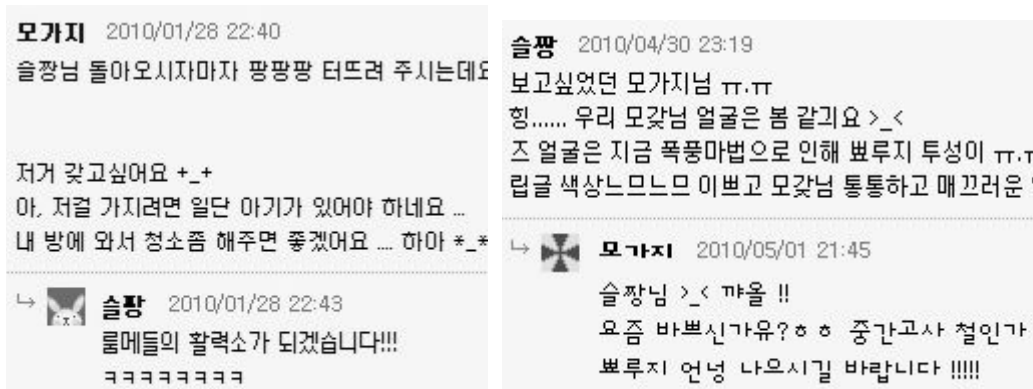 모가지 2010/01/28 22:40
슬짱님 돌아오시자마자 팡팡팡 터뜨려 주시는데요
저거 갖고싶어요 +_+
아, 저걸 가지려면 일단 아기가 있어야 하네요 ...
내 방에 와서 청소좀 해주면 좋겠어요 ... 하아 *_*
슬짱 2010/01/28 22:43
룸메들의 활력소가 되겠습니다!!!
ㅋㅋㅋㅋㅋㅋㅋㅋㅋ
슬짱 2010/04/30 23:19
보고싶었던 모가지님 ㅠ.ㅠ
힝...... 우리 모갖님 얼굴은 봄 같긔요 >_<
즈 얼굴은 지금 폭풍마법으로 인해 뾰루지 투성이 ㅠ.ㅠ
립글 색상느므느므 이쁘고 모갖님 통통하고 매끄러운
모가지 2010/05/01 21:45
슬짱님 >_< 꺄올 !!
요즘 바쁘신가유?ㅎㅎ 중간고사 철인가
뾰루지 언넝 나으시길 바랍니다 !!!!!